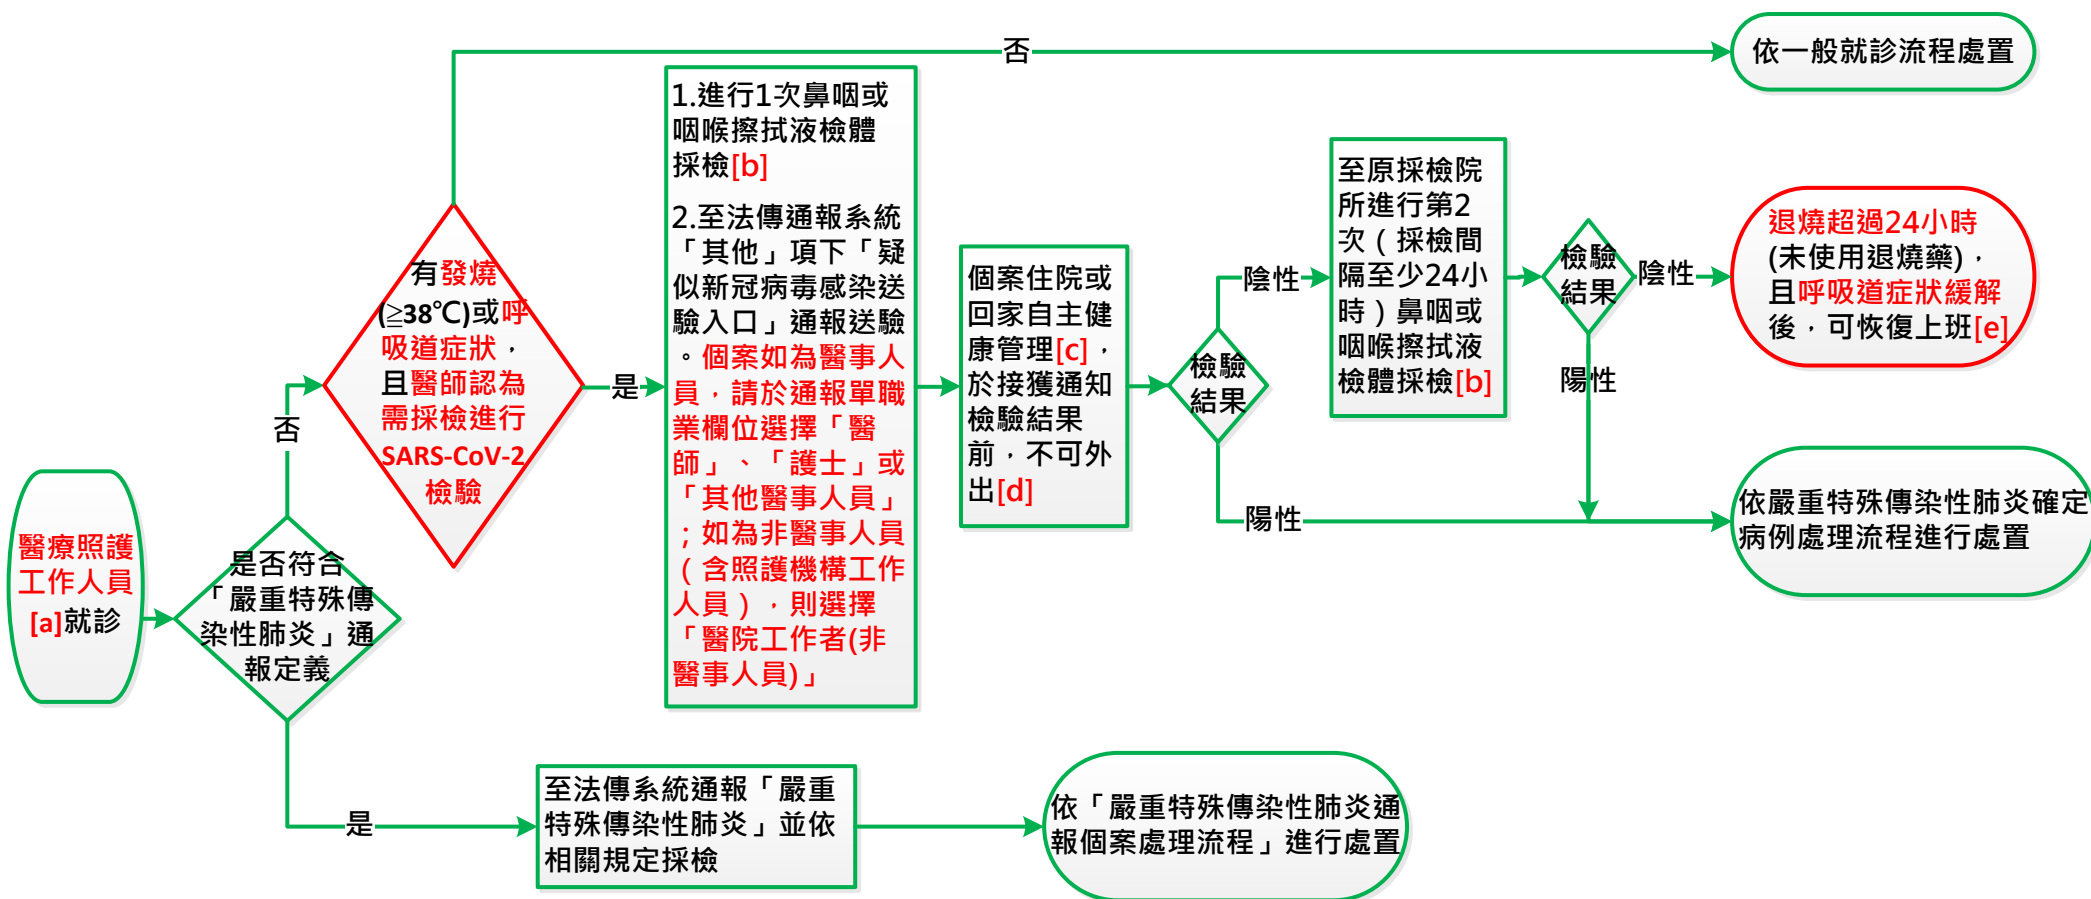 醫療照護
工作人員
[a]就診
是否符合
「嚴重特殊傳
染性肺炎」通
報定義
否
是
有發燒
(≧38℃)或呼
吸道症狀，
且醫師認為
需採檢進行
SARS-CoV-2
檢驗
否
是
依一般就診流程處置
1.進行1次鼻咽或
咽喉擦拭液檢體
採檢[b]
2.至法傳通報系統
「其他」項下「疑
似新冠病毒感染送
驗入口」通報送驗
。個案如為醫事人
員，請於通報單職
業欄位選擇「醫
師」、「護士」或
「其他醫事人員」
；如為非醫事人員
（含照護機構工作
人員），則選擇
「醫院工作者(非
醫事人員)」
個案住院或
回家自主健
康管理[c]，
於接獲通知
檢驗結果
前，不可外
出[d]
檢驗
結果
陰性
陽性
至原採檢院
所進行第2
次（採檢間
隔至少24小
時）鼻咽或
咽喉擦拭液
檢體採檢[b]
檢驗
結果
陰性
陽性
退燒超過24小時
(未使用退燒藥)，
且呼吸道症狀緩解
後，可恢復上班[e]
依嚴重特殊傳染性肺炎確定
病例處理流程進行處置
至法傳系統通報「嚴重
特殊傳染性肺炎」並依
相關規定採檢
依「嚴重特殊傳染性肺炎通
報個案處理流程」進行處置